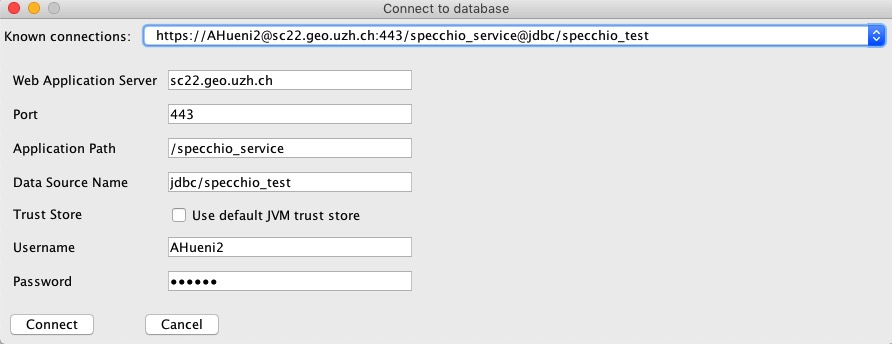 Connect to database
Known connections: https://AHueni2@sc22.geo.uzh.ch:443/specchio_service@jdbc/specchio_test
Web Application Server sc22.geo.uzh.ch
Port 443
Application Path /specchio_service
Data Source Name jdbc/specchio_test
Trust Store Use default JVM trust store
Username AHueni2
Password ••••••
Connect Cancel